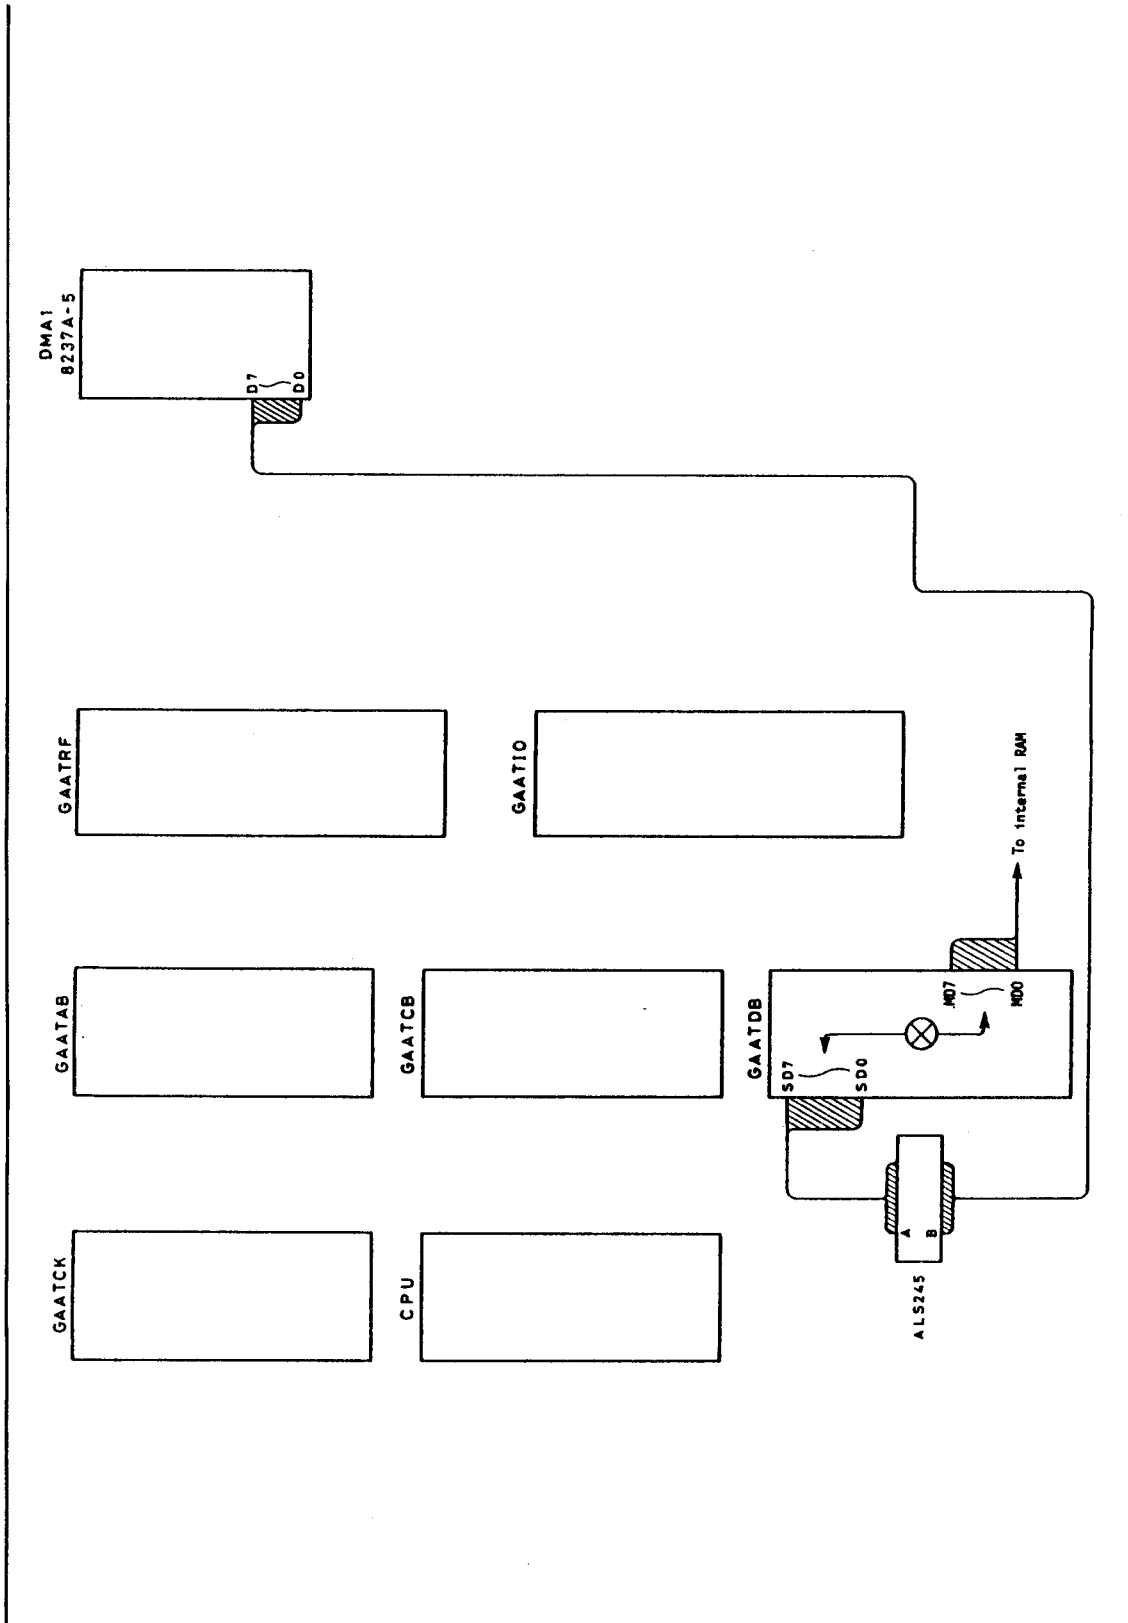 DMA1
8237A-5
D7
D0
GAATRF
GAATIO
GAATAB
GAATCB
GAATDB
SD7
SD0
MD7
MD0
To internal RAM
GAATCK
CPU
A
B
ALS245